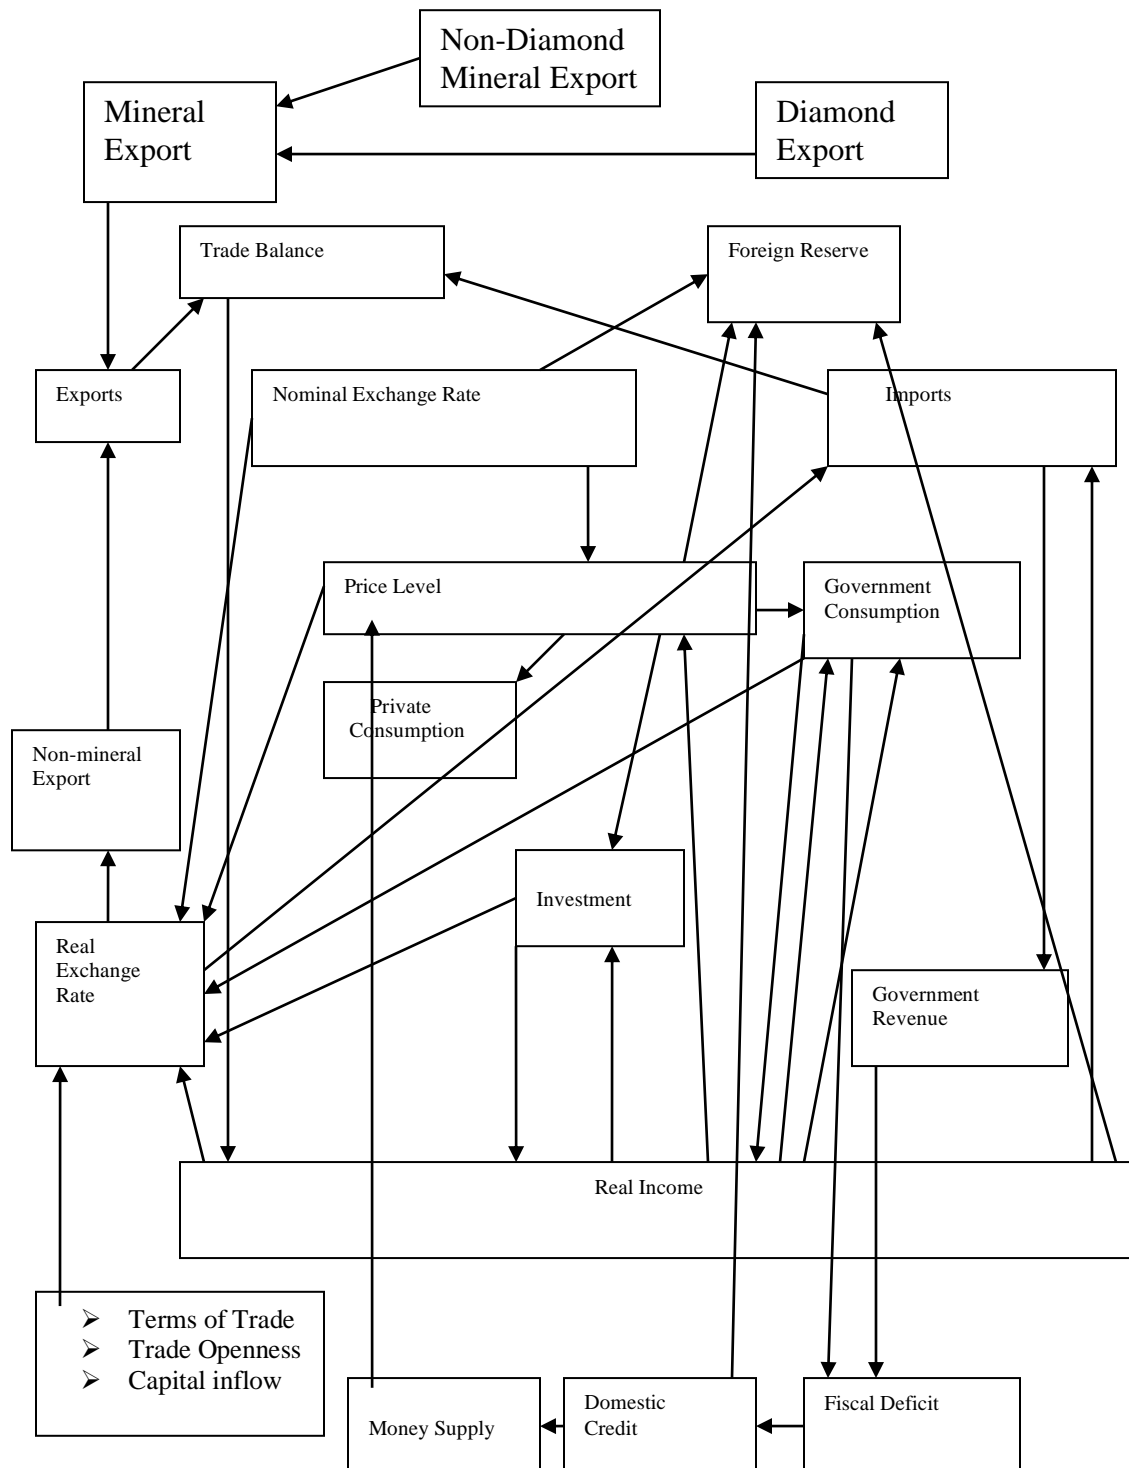 Non-Diamond
Mineral Export
Mineral
Export
Diamond
Export
Trade Balance
Foreign Reserve
Exports
Nominal Exchange Rate
Imports
Price Level
Government
Consumption
Private
Consumption
Non-mineral
Export
Investment
Real
Exchange
Rate
Government
Revenue
Real Income
➢ Terms of Trade
➢ Trade Openness
➢ Capital inflow
Money Supply
Domestic
Credit
Fiscal Deficit